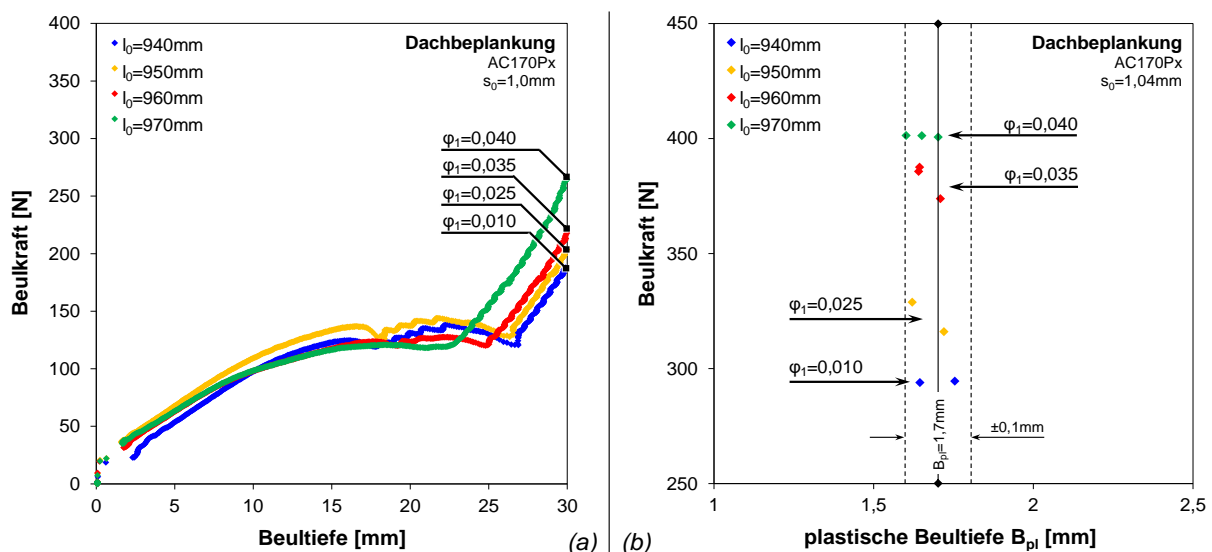 400
350
300
250
200
150
100
50
0
Beulkraft [N]
l0=940mm
l0=950mm
l0=960mm
l0=970mm
Dachbeplankung
AC170Px
s0=1,0mm
φ1=0,040
φ1=0,035
φ1=0,025
φ1=0,010
0 5 10 15 20 25 30
Beultiefe [mm]
(a)
450
400
350
300
250
Beulkraft [N]
l0=940mm
l0=950mm
l0=960mm
l0=970mm
Dachbeplankung
AC170Px
s0=1,04mm
φ1=0,040
φ1=0,035
φ1=0,025
φ1=0,010
Bpl=1,7mm
±0,1mm
1 1,5 2 2,5
(b)
plastische Beultiefe Bpl [mm]